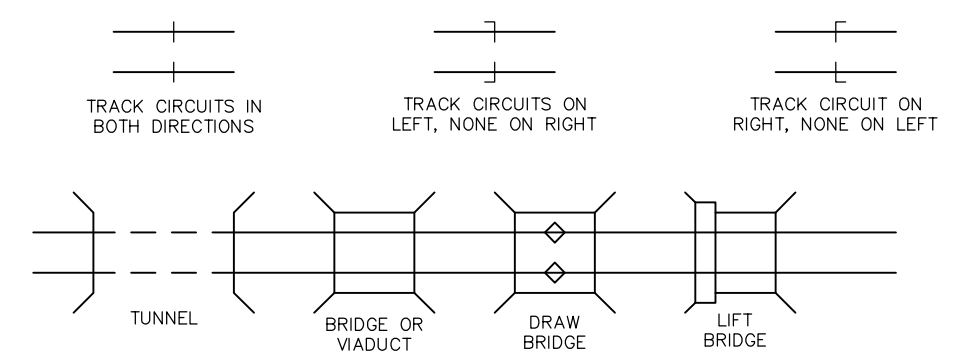 TRACK CIRCUITS IN
BOTH DIRECTIONS
TRACK CIRCUITS ON
LEFT, NONE ON RIGHT
TRACK CIRCUIT ON
RIGHT, NONE ON LEFT
TUNNEL
BRIDGE OR
VIADUCT
DRAW
BRIDGE
LIFT
BRIDGE